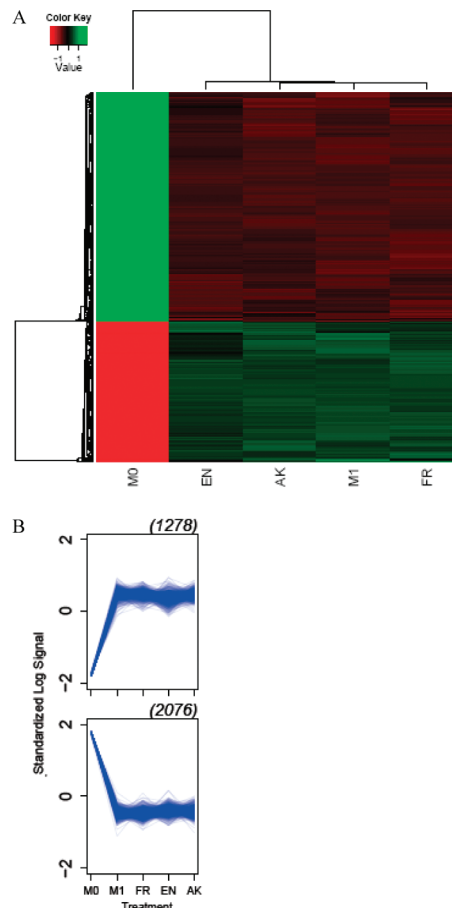 A
Color Key
-1 1
Value
M0 EN AK M1 FR
B
(1278)
2
0
-2
(2076)
2
0
-2
Standardized Log Signal
M0 M1 FR EN AK
Treatment